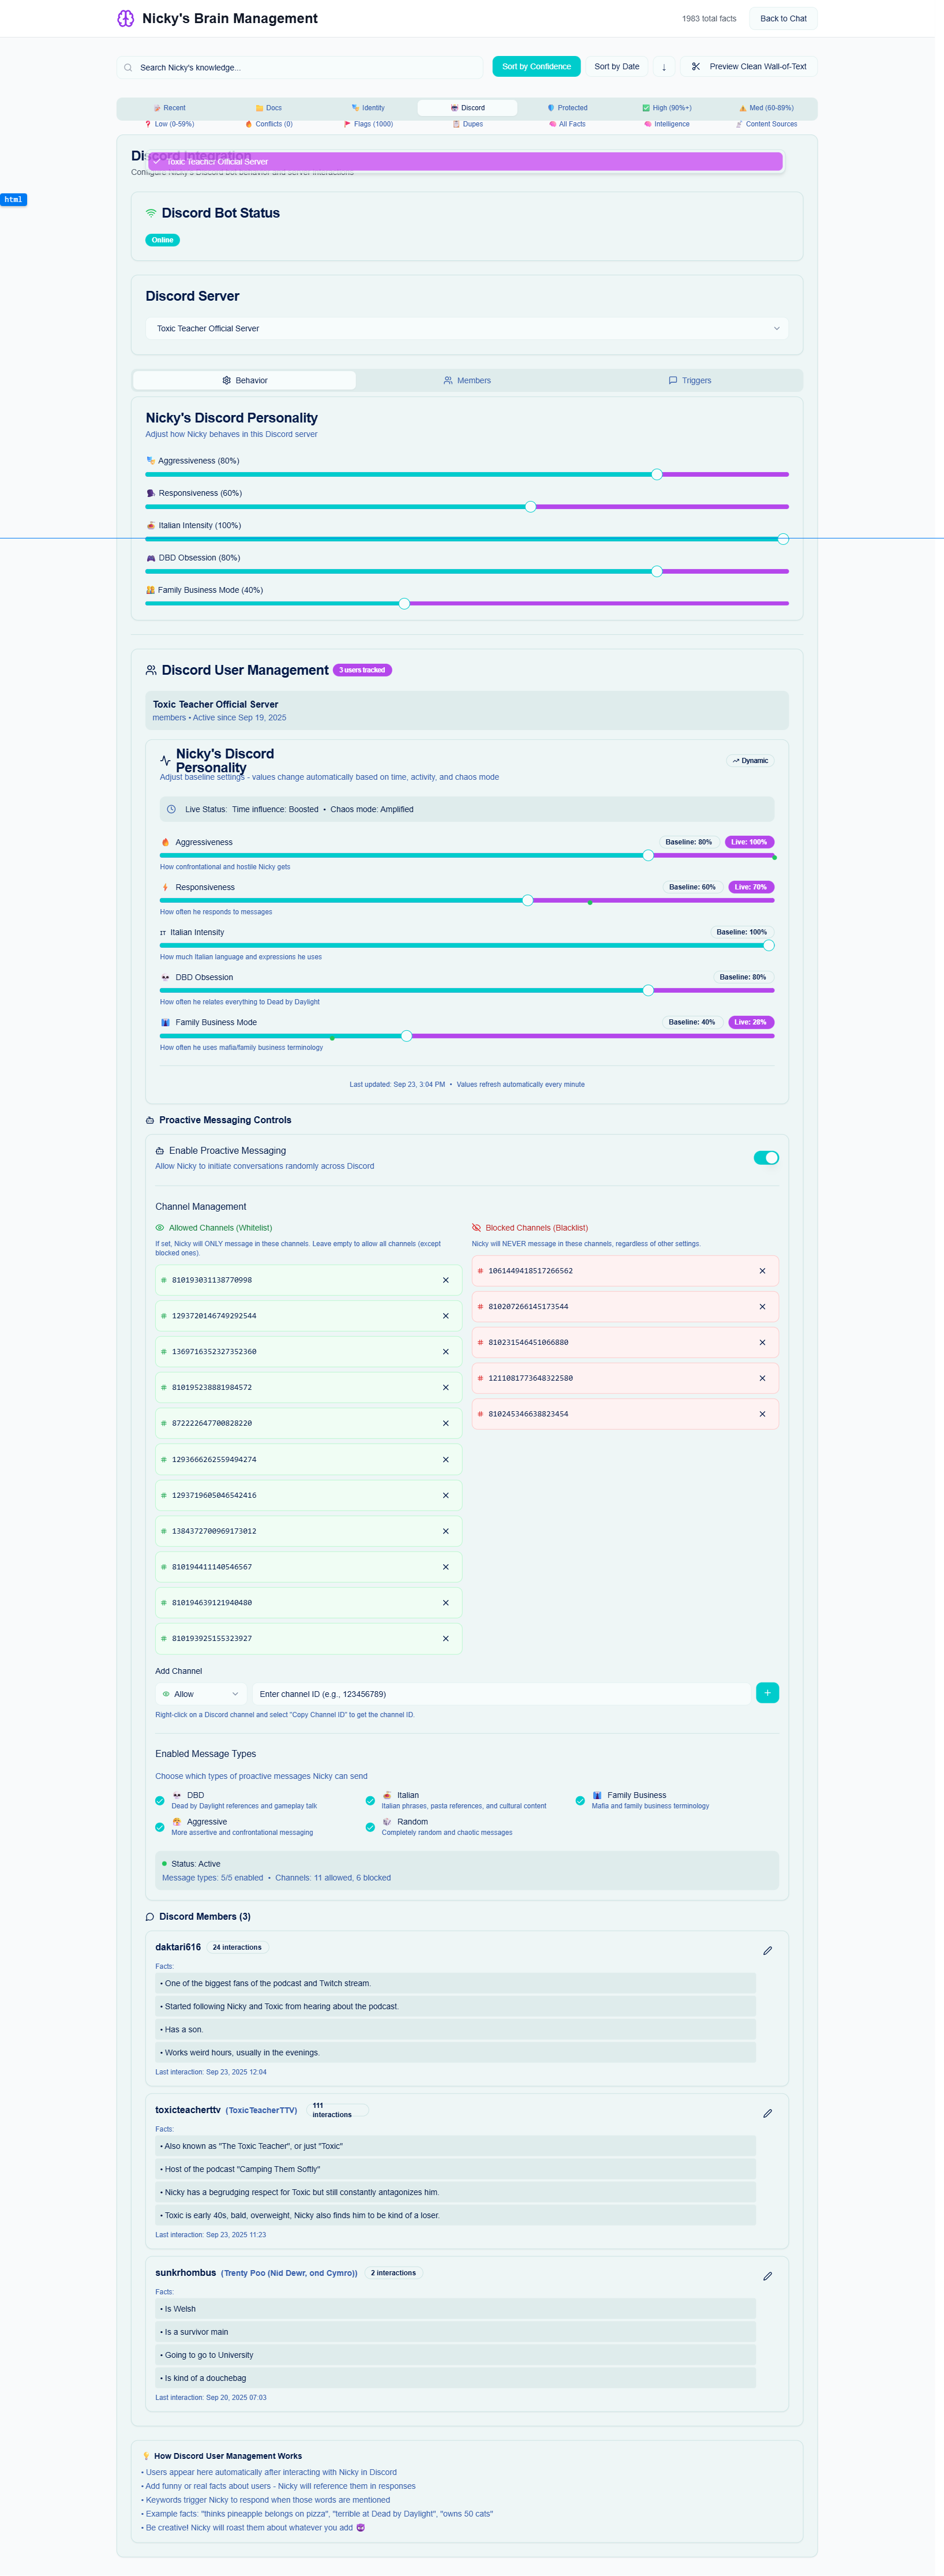 Nicky's Brain Management
1983 total facts
Back to Chat
Search Nicky's knowledge...
Sort by Confidence
Sort by Date
↓
Preview Clean Wall-of-Text
Recent
Docs
Identity
Discord
Protected
High (90%+)
Med (60-89%)
Low (0-59%)
Conflicts (0)
Flags (1000)
Dupes
All Facts
Intelligence
Content Sources
Discord Integration
Toxic Teacher Official Server
Configure Nicky's Discord bot behavior and server interactions
html
Discord Bot Status
Online
Discord Server
Toxic Teacher Official Server
Behavior
Members
Triggers
Nicky's Discord Personality
Adjust how Nicky behaves in this Discord server
Aggressiveness (80%)
Responsiveness (60%)
Italian Intensity (100%)
DBD Obsession (80%)
Family Business Mode (40%)
Discord User Management
3 users tracked
Toxic Teacher Official Server
members • Active since Sep 19, 2025
Nicky's Discord
Personality
Dynamic
Adjust baseline settings - values change automatically based on time, activity, and chaos mode
Live Status: Time influence: Boosted • Chaos mode: Amplified
Aggressiveness
Baseline: 80%
Live: 100%
How confrontational and hostile Nicky gets
Responsiveness
Baseline: 60%
Live: 70%
How often he responds to messages
IT Italian Intensity
Baseline: 100%
How much Italian language and expressions he uses
DBD Obsession
Baseline: 80%
How often he relates everything to Dead by Daylight
Family Business Mode
Baseline: 40%
Live: 28%
How often he uses mafia/family business terminology
Last updated: Sep 23, 3:04 PM • Values refresh automatically every minute
Proactive Messaging Controls
Enable Proactive Messaging
Allow Nicky to initiate conversations randomly across Discord
Channel Management
Allowed Channels (Whitelist)
If set, Nicky will ONLY message in these channels. Leave empty to allow all channels (except
blocked ones).
# 810193031138770998
# 1293720146749292544
# 1369716352327352360
# 810195238881984572
# 872222647700828220
# 1293666262559494274
# 1293719605046542416
# 1384372700969173012
# 810194411140546567
# 810194639121940480
# 810193925155323927
Blocked Channels (Blacklist)
Nicky will NEVER message in these channels, regardless of other settings.
# 1061449418517266562
# 810207266145173544
# 810231546451066880
# 1211081773648322580
# 810245346638823454
Add Channel
Allow
Enter channel ID (e.g., 123456789)
+
Right-click on a Discord channel and select "Copy Channel ID" to get the channel ID.
Enabled Message Types
Choose which types of proactive messages Nicky can send
DBD
Dead by Daylight references and gameplay talk
Italian
Italian phrases, pasta references, and cultural content
Family Business
Mafia and family business terminology
Aggressive
More assertive and confrontational messaging
Random
Completely random and chaotic messages
Status: Active
Message types: 5/5 enabled • Channels: 11 allowed, 6 blocked
Discord Members (3)
daktari616
24 interactions
Facts:
• One of the biggest fans of the podcast and Twitch stream.
• Started following Nicky and Toxic from hearing about the podcast.
• Has a son.
• Works weird hours, usually in the evenings.
Last interaction: Sep 23, 2025 12:04
toxicteacherttv (ToxicTeacherTTV)
111
interactions
Facts:
• Also known as "The Toxic Teacher", or just "Toxic"
• Host of the podcast "Camping Them Softly"
• Nicky has a begrudging respect for Toxic but still constantly antagonizes him.
• Toxic is early 40s, bald, overweight, Nicky also finds him to be kind of a loser.
Last interaction: Sep 23, 2025 11:23
sunkrhombus (Trenty Poo (Nid Dewr, ond Cymro))
2 interactions
Facts:
• Is Welsh
• Is a survivor main
• Going to go to University
• Is kind of a douchebag
Last interaction: Sep 20, 2025 07:03
How Discord User Management Works
• Users appear here automatically after interacting with Nicky in Discord
• Add funny or real facts about users - Nicky will reference them in responses
• Keywords trigger Nicky to respond when those words are mentioned
• Example facts: "thinks pineapple belongs on pizza", "terrible at Dead by Daylight", "owns 50 cats"
• Be creative! Nicky will roast them about whatever you add 😈